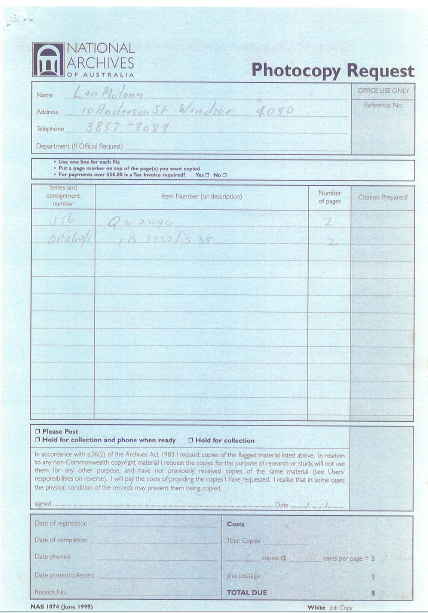 NATIONAL
ARCHIVES
OF AUSTRALIA
Photocopy Request
Name Leo Molony
OFFICE USE ONLY
Address 10 Anderson St Windsor 4030
Reference No.
Telephone 3857-9089
Department (If Official Request)
• Use one line for each file
• Put a page marker on top of the page(s) you want copied
• For payments over $50.00 is a Tax Invoice required? Yes ❐ No ❐
Series and
consignment
number
Item Number (or description)
Number
of pages
Citation Prepared?
J56 QL2096 2
BP260/1 1950/535 2
❐ Please Post
❐ Hold for collection and phone when ready ❐ Hold for collection
In accordance with s.36(2) of the Archives Act 1983 I request copies of the flagged material listed above. In relation
to any non-Commonwealth copyright material I request the copies for the purpose of research or study, will not use
them for any other purpose, and have not previously received copies of the same material (see Users'
responsibilities on reverse). I will pay the costs of providing the copies I have requested. I realise that in some cases
the physical condition of the records may prevent them being copied.
signed Date / /
Date of registration
Costs
Date of completion
Total Copies
Date phoned
copies @ cents per page = $
Date posted/collected
plus postage $
Receipt No.
TOTAL DUE $
NAS 1074 (June 1999)
White Job Copy